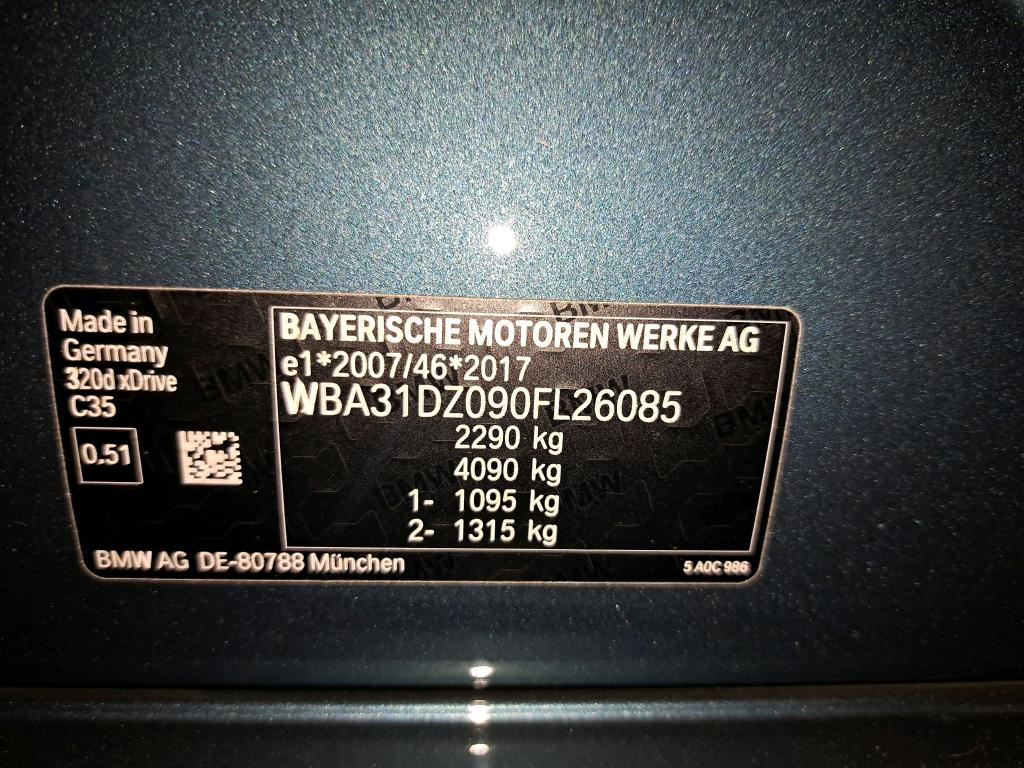 Made in
Germany
320d xDrive
C35
0.51
BMW AG DE-80788 München
BAYERISCHE MOTOREN WERKE AG
e1*2007/46*2017
WBA31DZ090FL26085
2290 kg
4090 kg
1- 1095 kg
2- 1315 kg
5 A0C 986